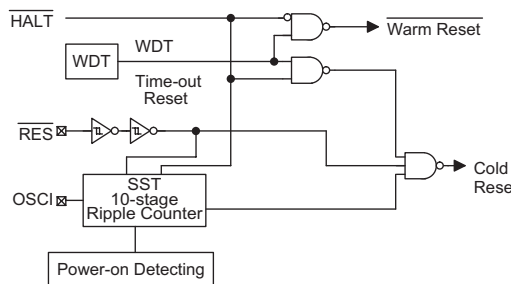 HALT
Warm Reset
WDT
WDT
Time-out
Reset
RES
Cold
Rese
OSCI
SST
10-stage
Ripple Counter
Power-on Detecting